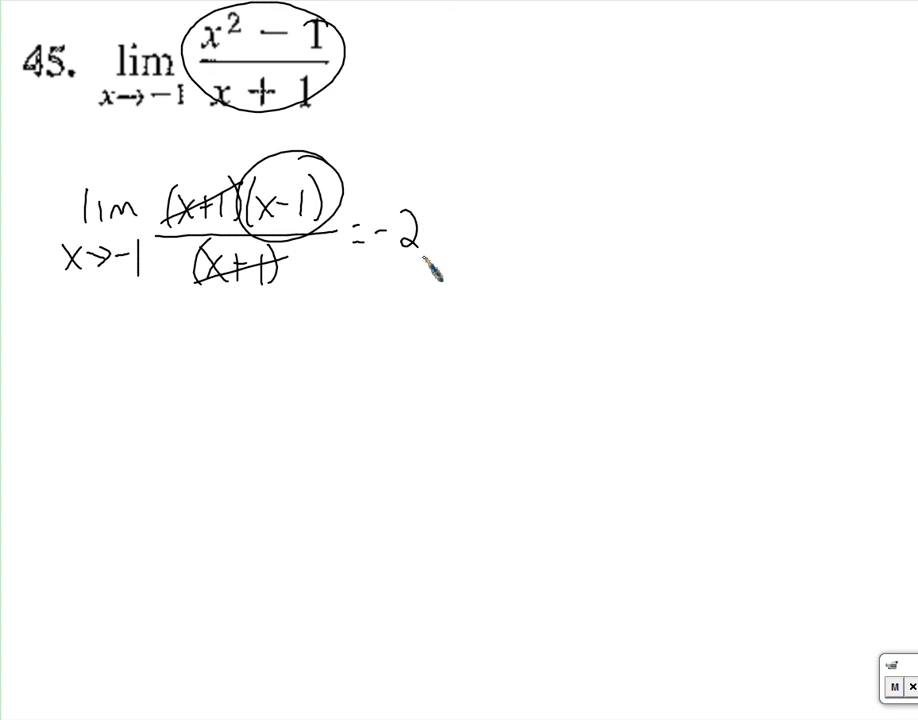 45. lim x→-1 x² - 1 / x + 1
lim x→-1 (x+1)(x-1) / (x+1) = -2
M ×